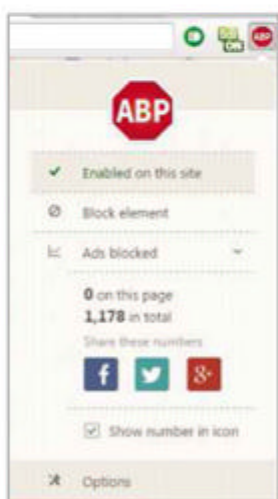 ABP
Enabled on this site
Block element
Ads blocked
0 on this page
1,178 in total
Share these numbers
f
8+
Show number in icon
Options